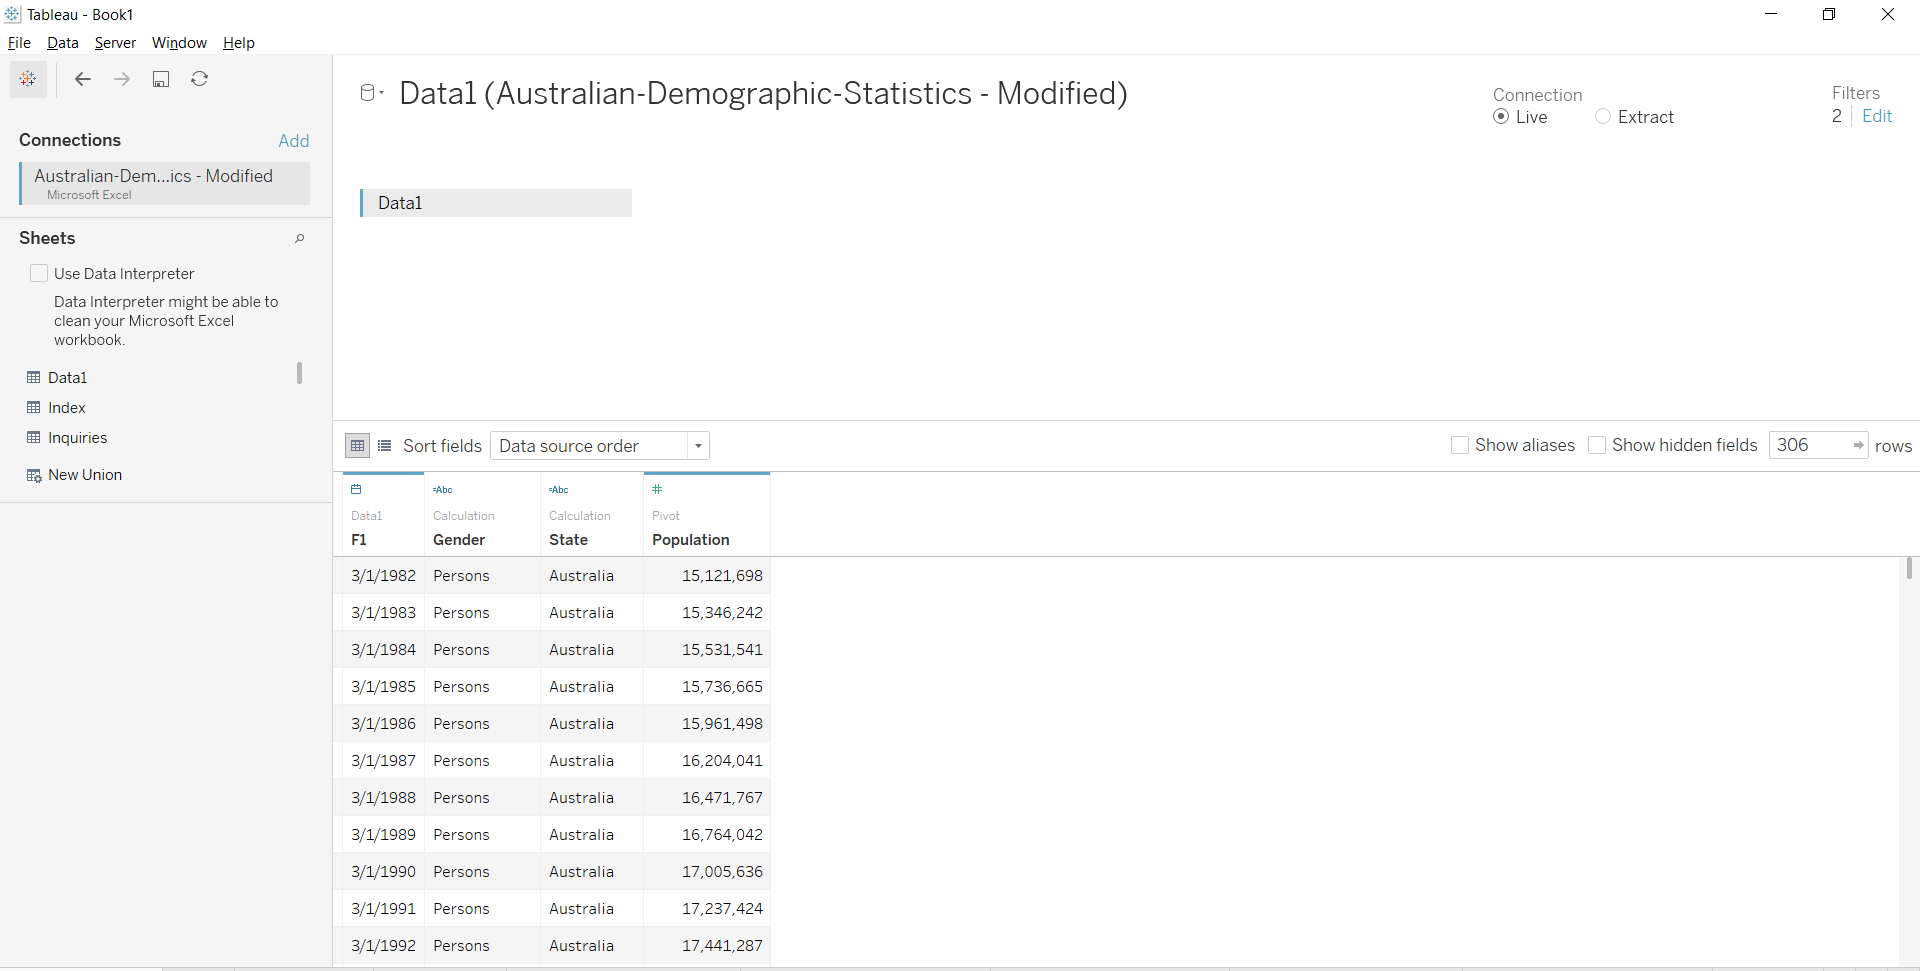 Tableau - Book1
File Data Server Window Help
Connections Add
Australian-Dem...ics - Modified
Microsoft Excel
Sheets
Use Data Interpreter
Data Interpreter might be able to
clean your Microsoft Excel
workbook.
Data1
Index
Inquiries
New Union
Data1 (Australian-Demographic-Statistics - Modified)
Connection
Live Extract
Filters
2 Edit
Data1
Sort fields Data source order Show aliases Show hidden fields 306 rows
=Abc =Abc #
Data1 Calculation Calculation Pivot
F1 Gender State Population
3/1/1982 Persons Australia 15,121,698
3/1/1983 Persons Australia 15,346,242
3/1/1984 Persons Australia 15,531,541
3/1/1985 Persons Australia 15,736,665
3/1/1986 Persons Australia 15,961,498
3/1/1987 Persons Australia 16,204,041
3/1/1988 Persons Australia 16,471,767
3/1/1989 Persons Australia 16,764,042
3/1/1990 Persons Australia 17,005,636
3/1/1991 Persons Australia 17,237,424
3/1/1992 Persons Australia 17,441,287